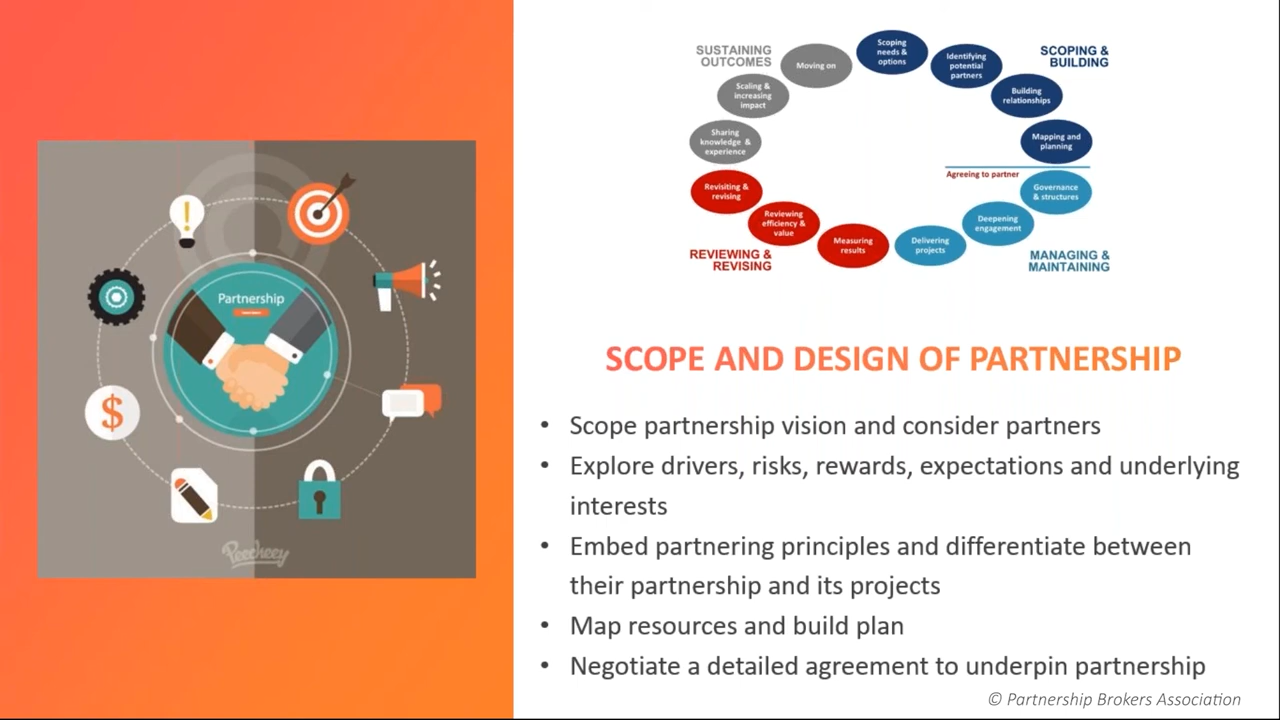 Partnership
Peecheey
SUSTAINING
OUTCOMES
Moving on
Scoping
needs &
options
Identifying
potential
partners
SCOPING &
BUILDING
Scaling &
increasing
impact
Building
relationships
Sharing
knowledge &
experience
Mapping and
planning
Agreeing to partner
Revisiting &
revising
Governance
& structures
Reviewing
efficiency &
value
Deepening
engagement
Measuring
results
Delivering
projects
REVIEWING &
REVISING
MANAGING &
MAINTAINING
SCOPE AND DESIGN OF PARTNERSHIP
• Scope partnership vision and consider partners
• Explore drivers, risks, rewards, expectations and underlying
interests
• Embed partnering principles and differentiate between
their partnership and its projects
• Map resources and build plan
• Negotiate a detailed agreement to underpin partnership
© Partnership Brokers Association